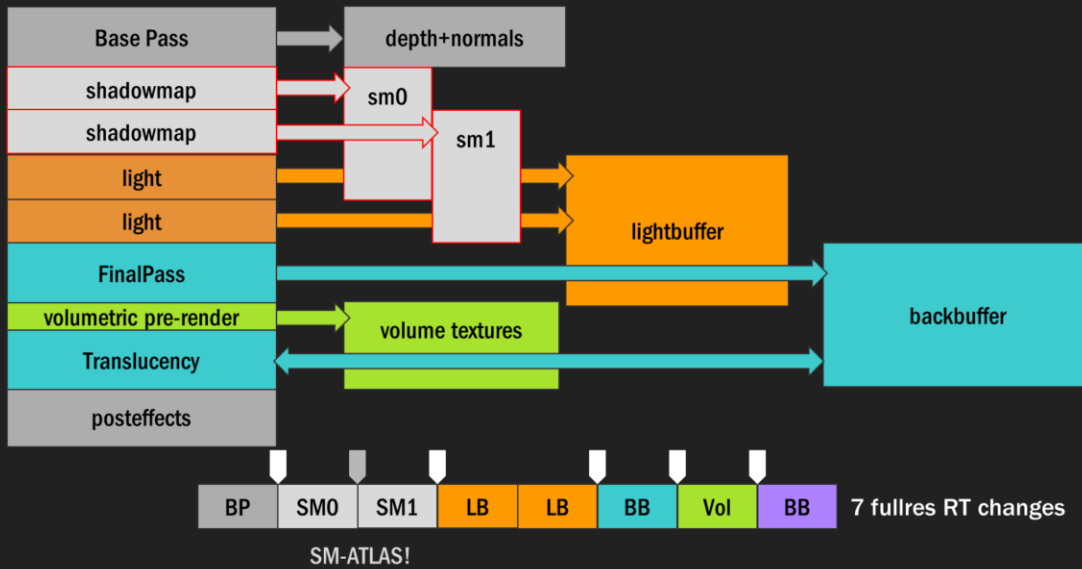 Base Pass
depth+normals
shadowmap
sm0
shadowmap
sm1
light
light
lightbuffer
FinalPass
backbuffer
volumetric pre-render
volume textures
Translucency
posteffects
BP SM0 SM1 LB LB BB Vol BB 7 fullres RT changes
SM-ATLAS!